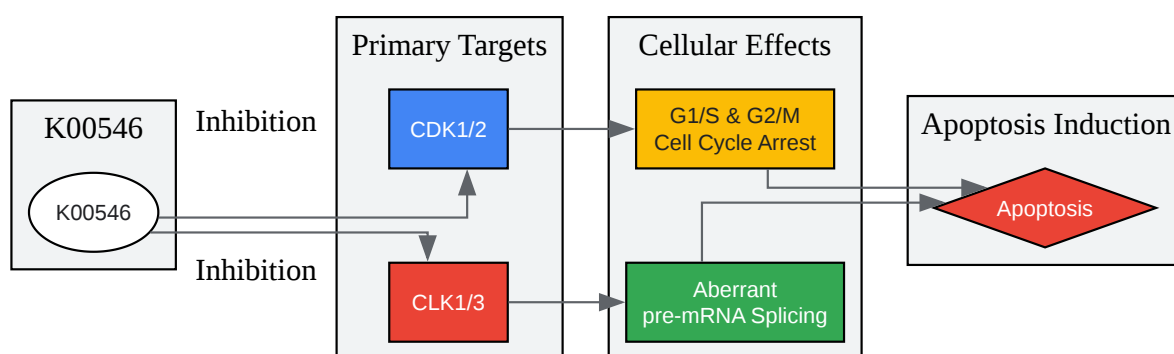 K00546
K00546
Inhibition
Inhibition
Primary Targets
CDK1/2
CLK1/3
Cellular Effects
G1/S & G2/M
Cell Cycle Arrest
Aberrant
pre-mRNA Splicing
Apoptosis Induction
Apoptosis